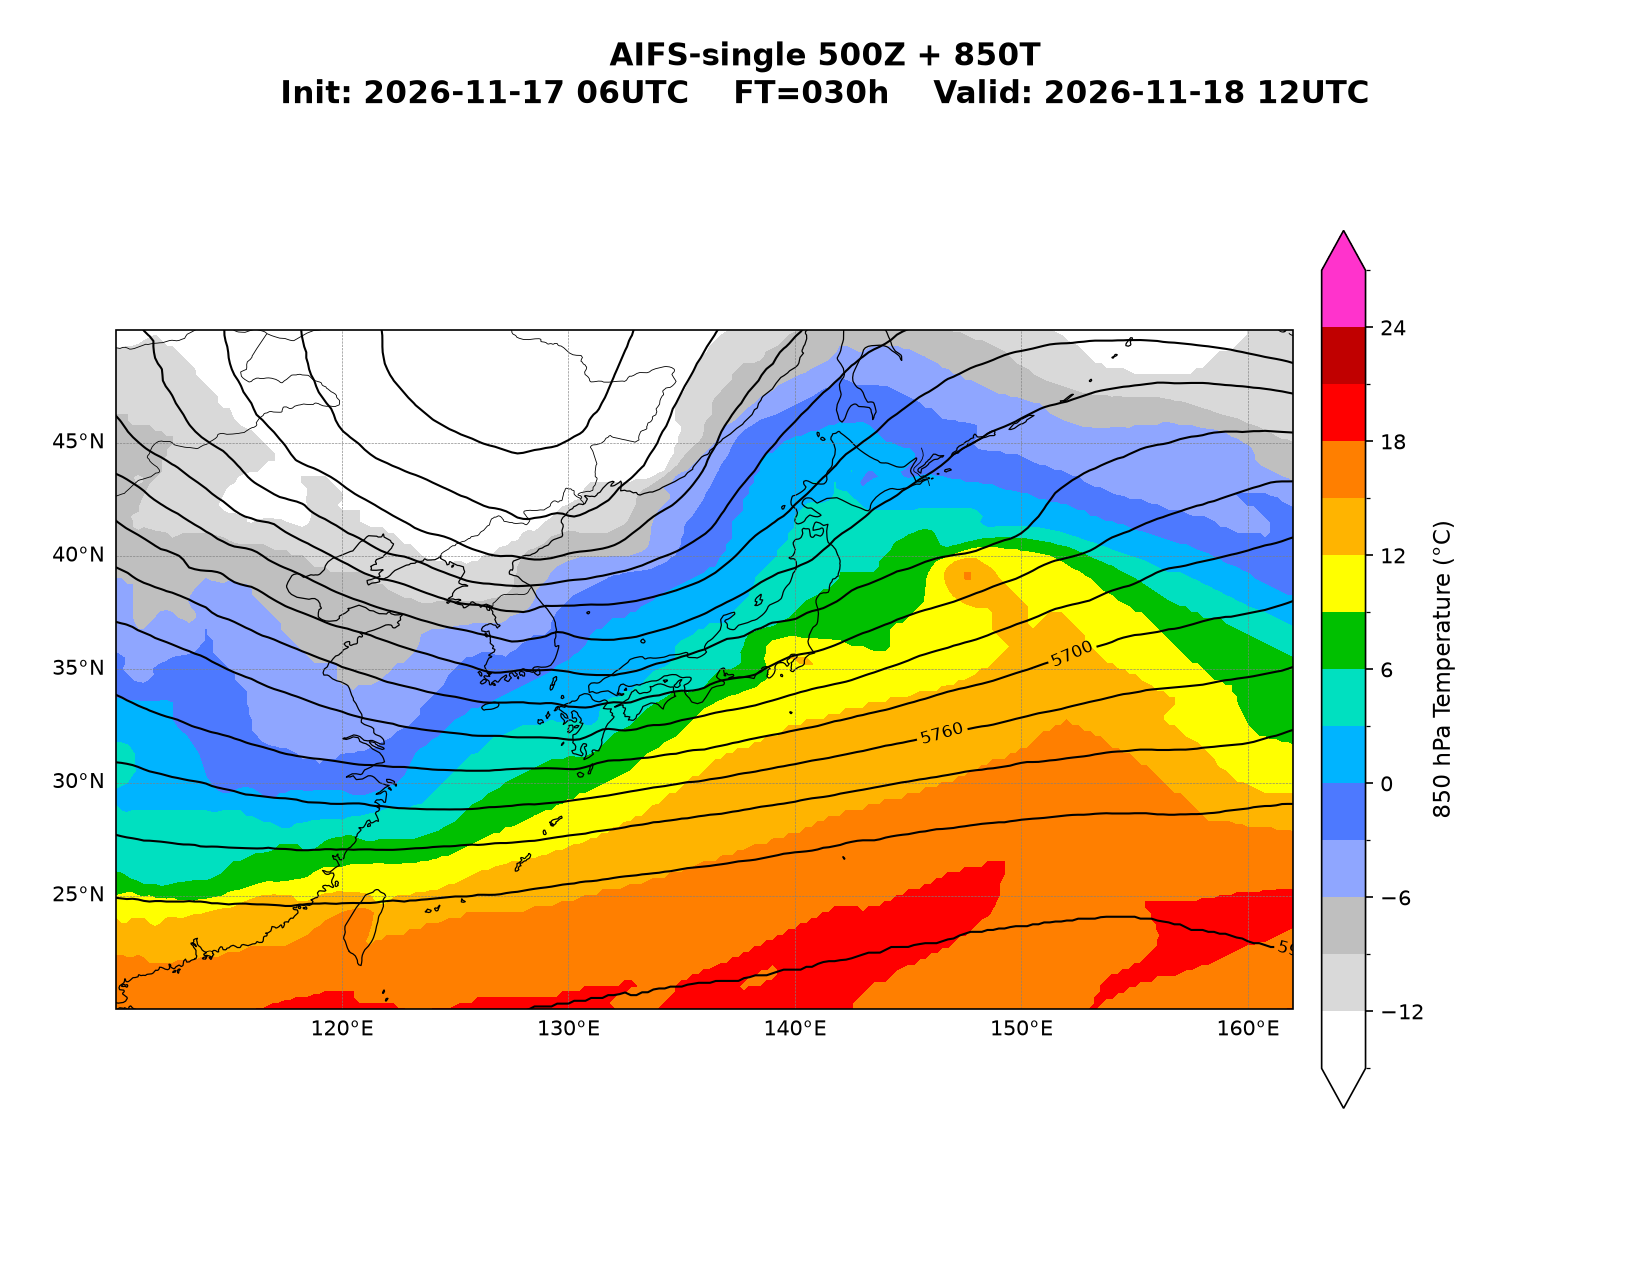 AIFS-single 500Z + 850T
Init: 2026-11-17 06UTC    FT=030h    Valid: 2026-11-18 12UTC
45°N
40°N
35°N
30°N
25°N
120°E
130°E
140°E
150°E
160°E
5700
5760
24
18
12
6
0
−6
−12
850 hPa Temperature (°C)